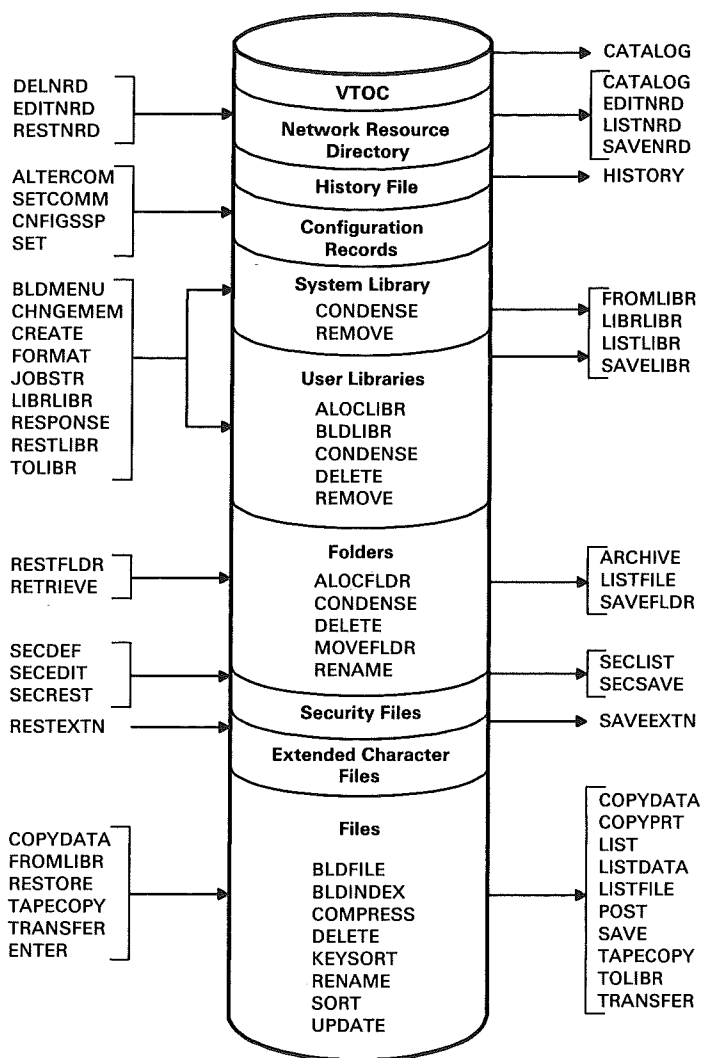 CATALOG
VTOC
DELNRD
EDITNRD
RESTNRD
Network Resource
Directory
CATALOG
EDITNRD
LISTNRD
SAVENRD
History File
HISTORY
ALTERCOM
SETCOMM
CNFIGSSP
SET
Configuration
Records
BLDMENU
CHNGEMEM
CREATE
FORMAT
JOBSTR
LIBRLIBR
RESPONSE
RESTLIBR
TOLIBR
System Library
CONDENSE
REMOVE
User Libraries
ALOCLIBR
BLDLIBR
CONDENSE
DELETE
REMOVE
FROMLIBR
LIBRLIBR
LISTLIBR
SAVELIBR
RESTFLDR
RETRIEVE
Folders
ALOCFLDR
CONDENSE
DELETE
MOVEFLDR
RENAME
ARCHIVE
LISTFILE
SAVEFLDR
SECDEF
SECEDIT
SECREST
Security Files
SECLIST
SECSAVE
RESTEXTN
Extended Character
Files
SAVEEXTN
COPYDATA
FROMLIBR
RESTORE
TAPECOPY
TRANSFER
ENTER
Files
BLDFILE
BLDINDEX
COMPRESS
DELETE
KEYSORT
RENAME
SORT
UPDATE
COPYDATA
COPYPRT
LIST
LISTDATA
LISTFILE
POST
SAVE
TAPECOPY
TOLIBR
TRANSFER